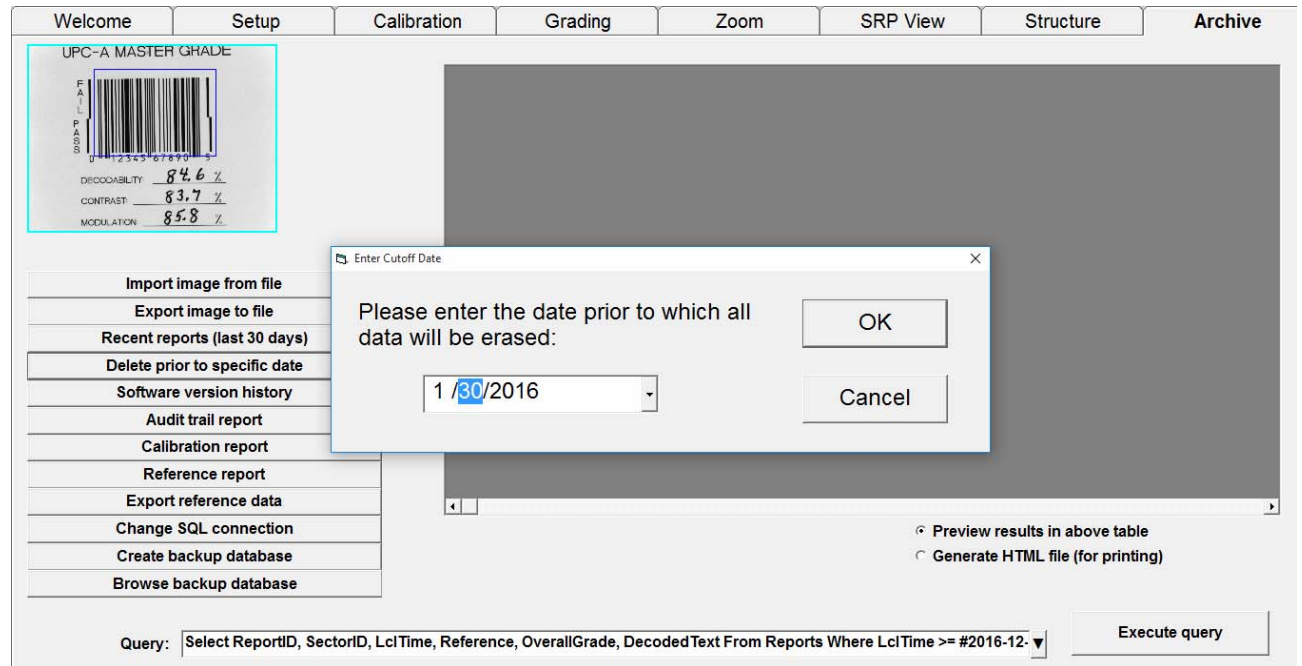 Welcome Setup Calibration Grading Zoom SRP View Structure Archive
UPC-A MASTER GRADE
FAIL
PASS
0 12345 67890 5
DECODABILITY 84.6 %
CONTRAST 83.7 %
MODULATION 85.8 %
Import image from file
Export image to file
Recent reports (last 30 days)
Delete prior to specific date
Software version history
Audit trail report
Calibration report
Reference report
Export reference data
Change SQL connection
Create backup database
Browse backup database
Enter Cutoff Date
Please enter the date prior to which all
data will be erased:
1 /30/2016
OK
Cancel
Preview results in above table
Generate HTML file (for printing)
Query: Select ReportID, SectorID, LclTime, Reference, OverallGrade, DecodedText From Reports Where LclTime >= #2016-12-
Execute query